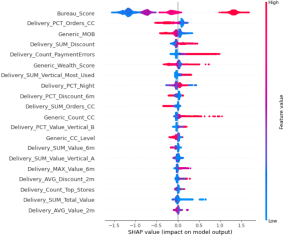 High
Bureau_Score
Delivery_PCT_Orders_CC
Generic_MOB
Delivery_SUM_Discount
Delivery_Count_PaymentErrors
Generic_Wealth_Score
Delivery_SUM_Vertical_Most_Used
Delivery_PCT_Night
Delivery_PCT_Discount_6m
Delivery_SUM_Orders_CC
Generic_Count_CC
Delivery_PCT_Value_Vertical_B
Generic_CC_Level
Delivery_SUM_Value_6m
Delivery_SUM_Value_Vertical_A
Delivery_MAX_Value_6m
Delivery_AVG_Discount_2m
Delivery_Count_Top_Stores
Delivery_SUM_Total_Value
Delivery_AVG_Value_2m
Feature value
Low
−1.5 −1.0 −0.5 0.0 0.5 1.0 1.5
SHAP value (impact on model output)